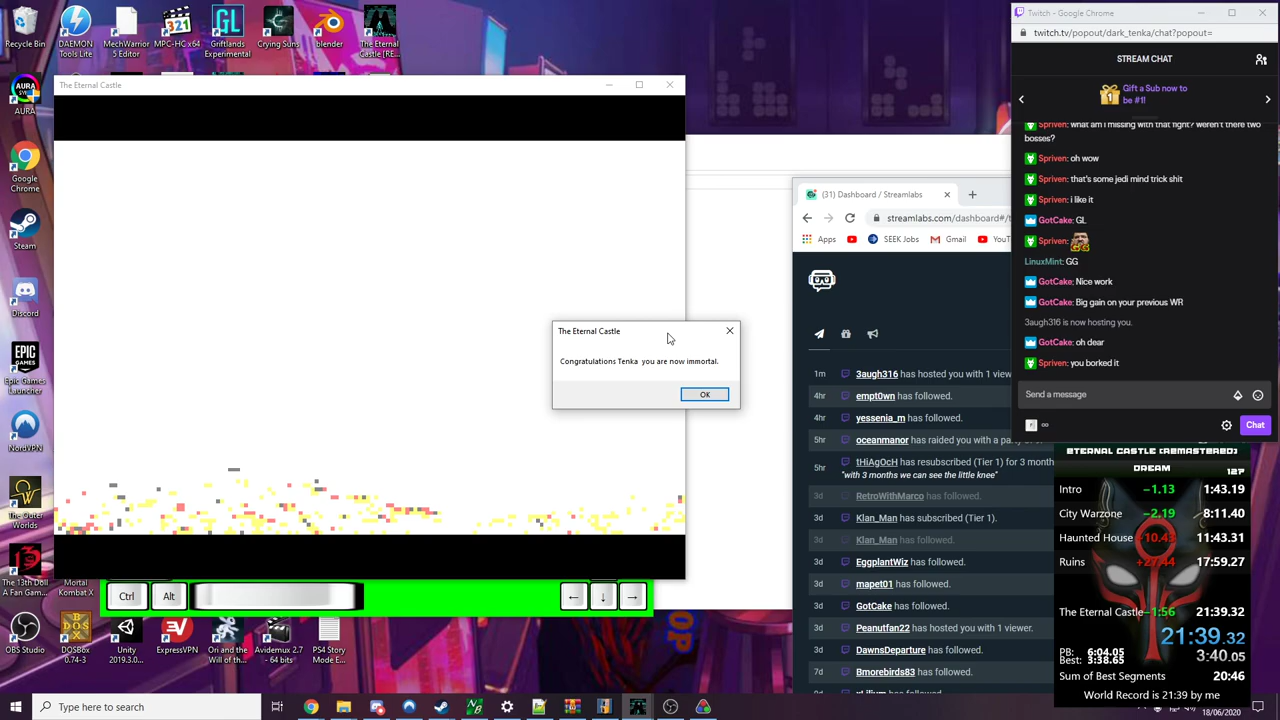 Recycle Bin
DAEMON
Tools Lite
MechWarrior
5 Editor
MPC-HC x64
Griftlands
Experimental
Crying Suns
blender
The Eternal
Castle [RE...
AURA
Google
Chrome
Steam
Discord
Epic Games
Launcher
NordVPN
The Outer
Worlds
The 13th Doll
A Fan Gam...
Mortal
Kombat X
OBS Studio
DOSBox
0.74-3
Unity
2019.3.0...
ExpressVPN
Ori and the
Will of th...
Avidemux 2.7
- 64 bits
PS4 Story
Mode E...
The Eternal Castle
The Eternal Castle
Congratulations Tenka you are now immortal.
OK
Ctrl
Alt
← ↓ →
(31) Dashboard / Streamlabs
streamlabs.com/dashboard#/
Apps
SEEK Jobs
Gmail
1m 3augh316 has hosted you with 1 view
4hr empt0wn has followed.
4hr yessenia_m has followed.
5hr oceanmanor has raided you with a party
5hr tHiAgOcH has resubscribed (Tier 1) for 3 month
"with 3 months we can see the little knee"
3d RetroWithMarco has followed.
3d Klan_Man has subscribed (Tier 1).
3d Klan_Man has followed.
3d EggplantWiz has followed.
3d mapet01 has followed.
3d GotCake has followed.
3d Peanutfan22 has hosted you with 1 viewer.
3d DawnsDeparture has followed.
7d Bmorebirds83 has followed.
Twitch - Google Chrome
twitch.tv/popout/dark_tenka/chat?popout=
STREAM CHAT
Gift a Sub now to
be #1!
Spriven: what am I missing with that fight? weren't there two
bosses?
Spriven: oh wow
Spriven: that's some jedi mind trick shit
Spriven: i like it
GotCake: GL
Spriven:
LinuxMint: GG
GotCake: Nice work
GotCake: Big gain on your previous WR
3augh316 is now hosting you.
GotCake: oh dear
Spriven: you borked it
Send a message
∞
Chat
ETERNAL CASTLE [REMASTERED]
DREAM 127
Intro −1.13 1:43.19
City Warzone −2.19 8:11.40
Haunted House −10.43 11:43.31
Ruins +27.44 17:59.27
The Eternal Castle −1:56 21:39.32
21:39.32
PB: 6:04.05
Best: 3:38.65
3:40.05
Sum of Best Segments 20:46
World Record is 21:39 by me
Type here to search
18/06/2020